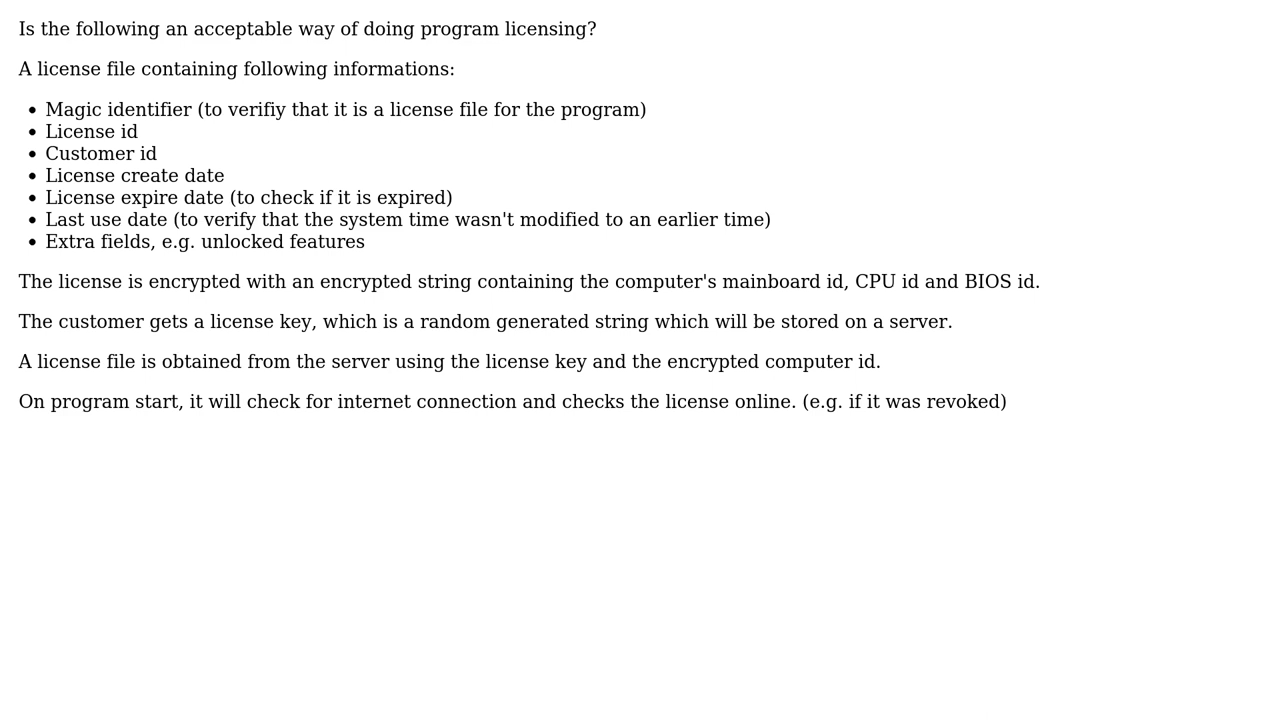 Is the following an acceptable way of doing program licensing?
A license file containing following informations:
• Magic identifier (to verifiy that it is a license file for the program)
• License id
• Customer id
• License create date
• License expire date (to check if it is expired)
• Last use date (to verify that the system time wasn't modified to an earlier time)
• Extra fields, e.g. unlocked features
The license is encrypted with an encrypted string containing the computer's mainboard id, CPU id and BIOS id.
The customer gets a license key, which is a random generated string which will be stored on a server.
A license file is obtained from the server using the license key and the encrypted computer id.
On program start, it will check for internet connection and checks the license online. (e.g. if it was revoked)